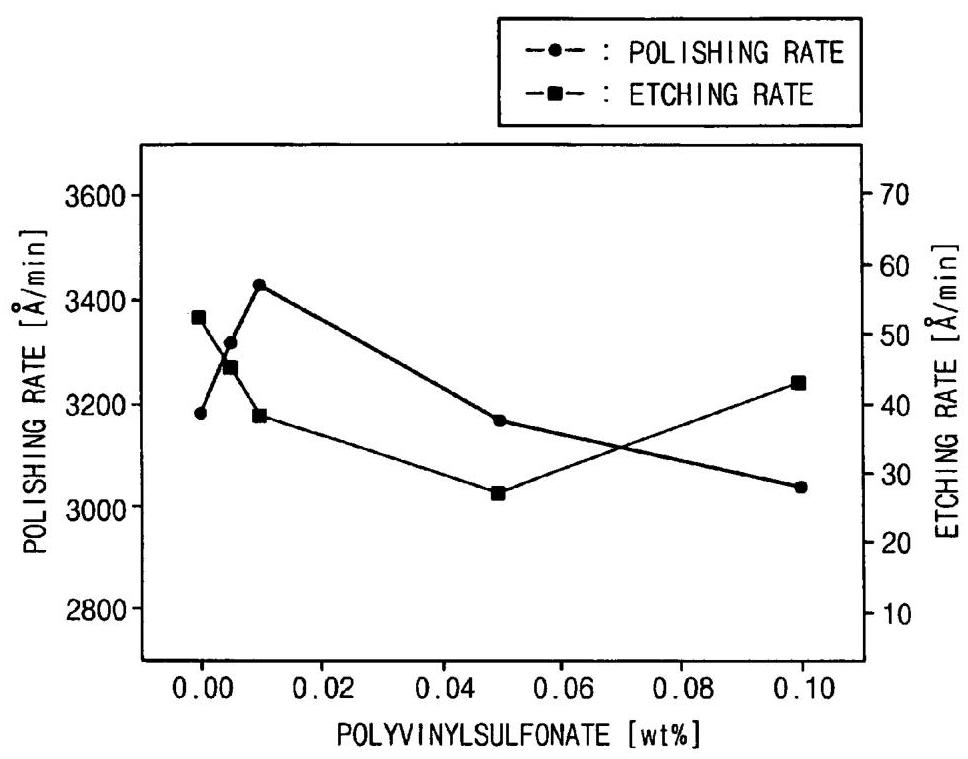 —●— : POLISHING RATE
—■— : ETCHING RATE
3600
3400
3200
3000
2800
POLISHING RATE [Å/min]
70
60
50
40
30
20
10
ETCHING RATE [Å/min]
0.00 0.02 0.04 0.06 0.08 0.10
POLYVINYLSULFONATE [wt%]